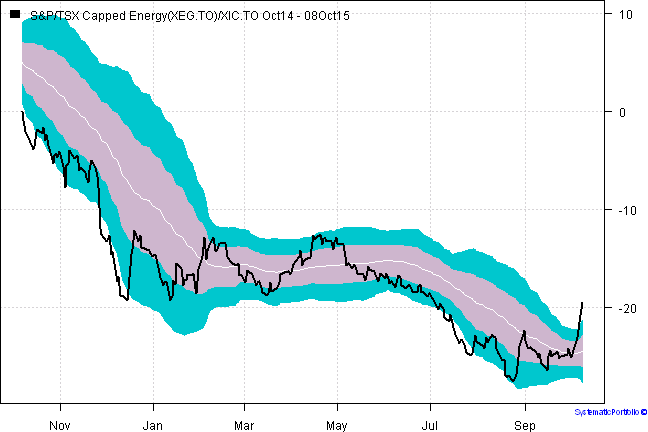 S&P/TSX Capped Energy(XEG.TO)/XIC.TO Oct14 - 08Oct15
10
0
-10
-20
Nov Jan Mar May Jul Sep
SystematicPortfolio ©